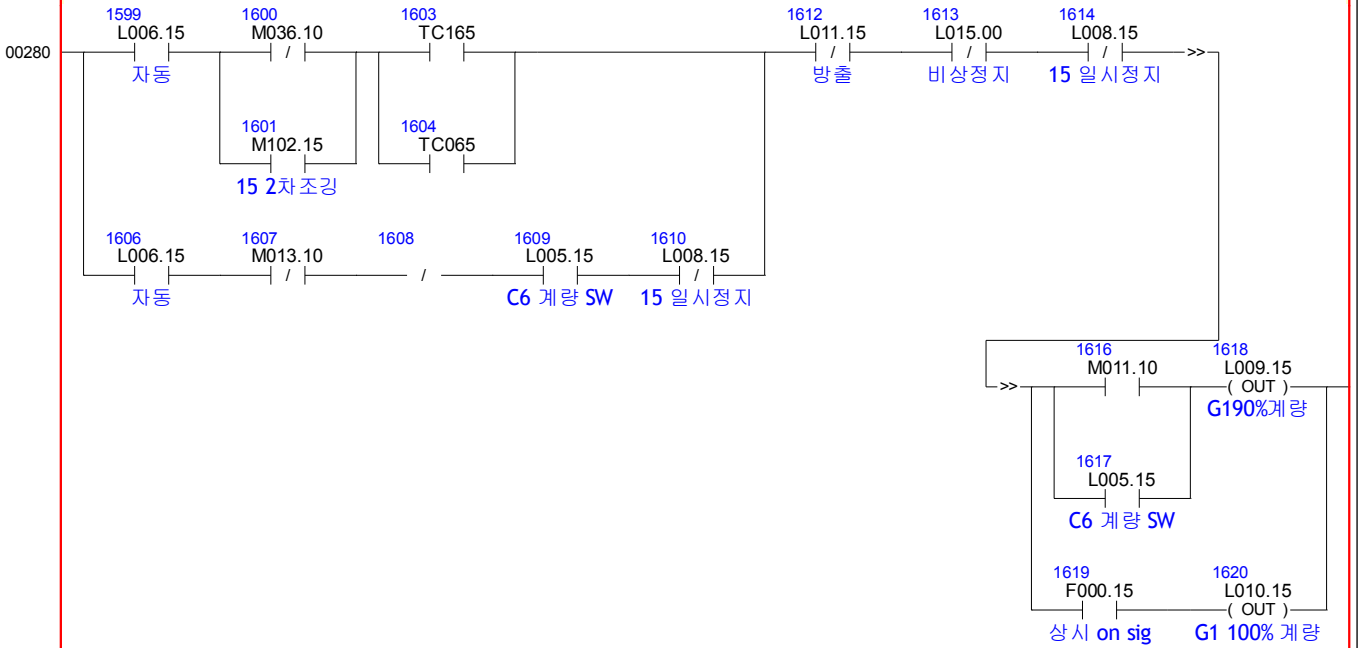 1599 1600 1603 1612 1613 1614
L006.15 M036.10 TC165 L011.15 L015.00 L008.15
00280 / / / / >>
자동 방출 비상정지 15 일시정지
1601 1604
M102.15 TC065
15 2차조깅
1606 1607 1608 1609 1610
L006.15 M013.10 L005.15 L008.15
/ / /
자동 C6 계량 SW 15 일시정지
1616 1618
M011.10 L009.15
>> ( OUT )
G190%계량
1617
L005.15
C6 계량 SW
1619 1620
F000.15 L010.15
( OUT )
상시 on sig G1 100% 계량